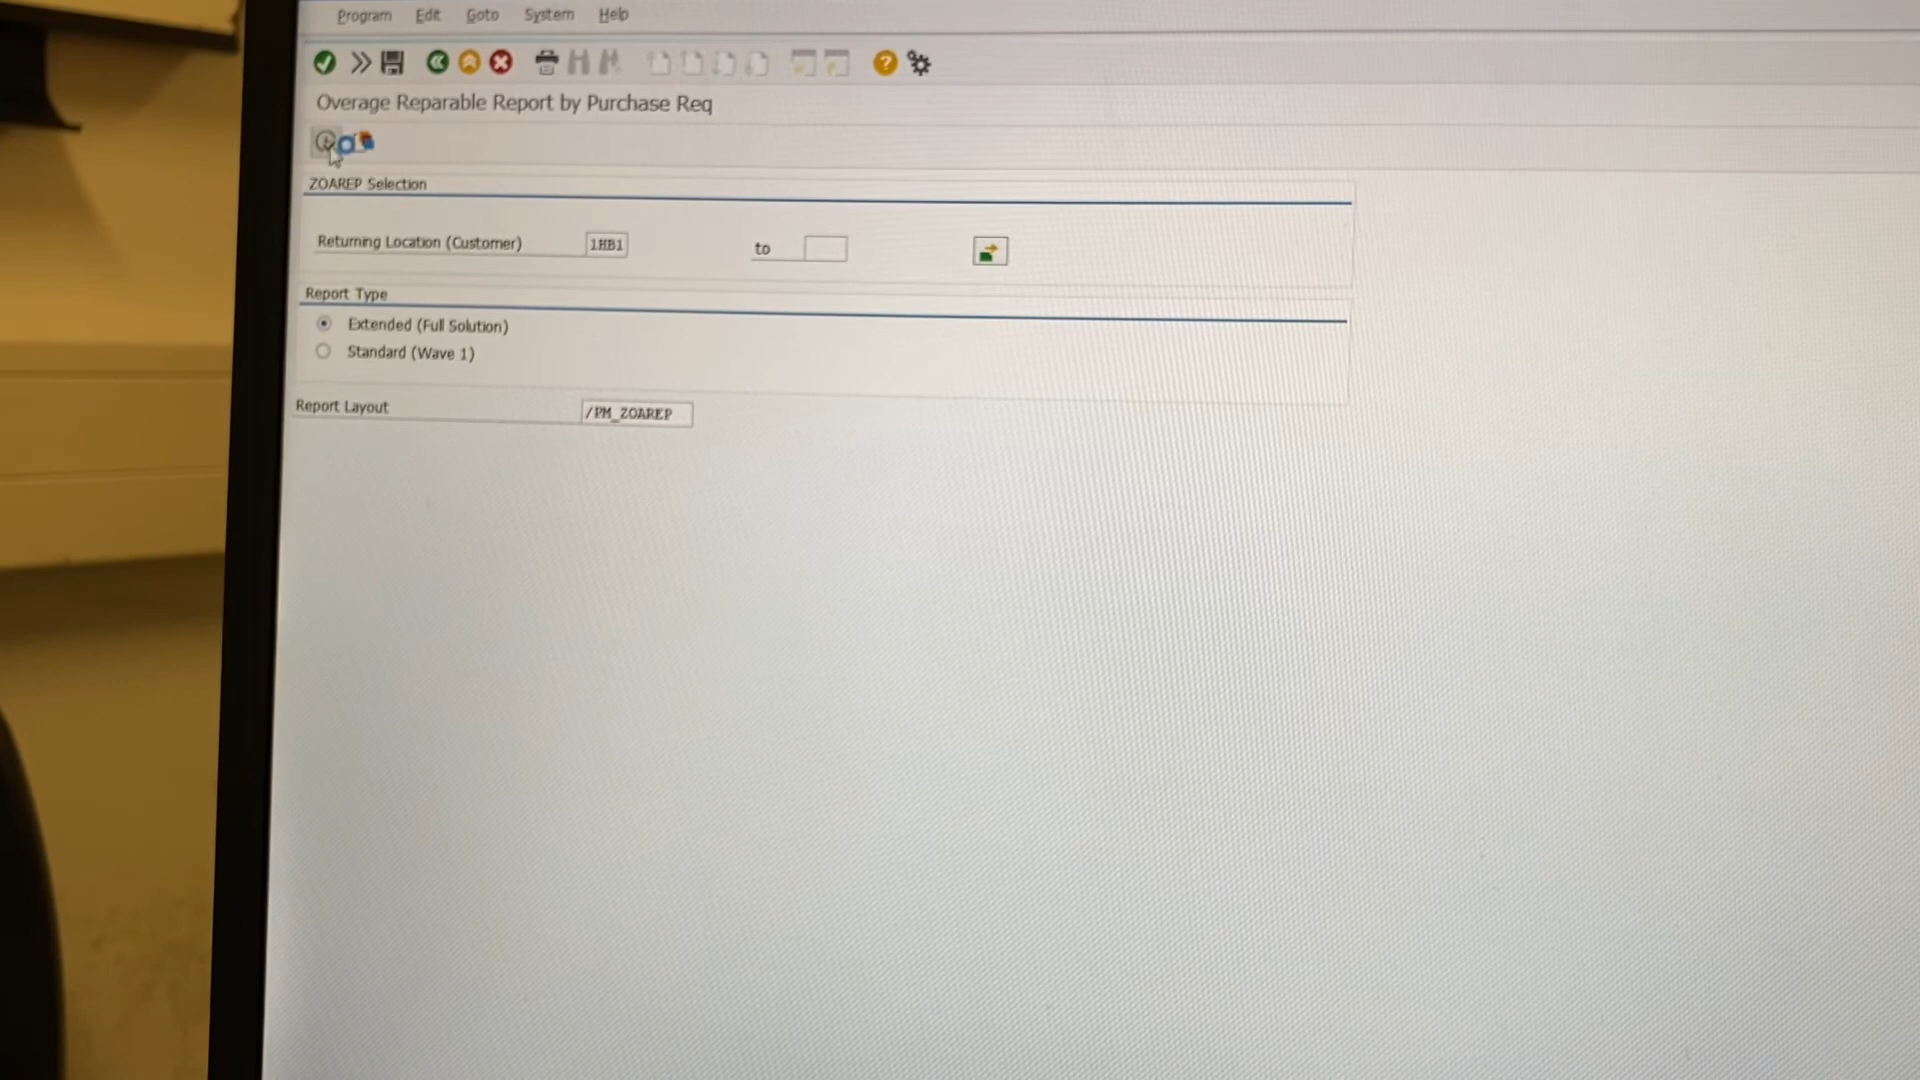 Program Edit Goto System Help
Overage Reparable Report by Purchase Req
ZOAREP Selection
Returning Location (Customer) 1HB1 to
Report Type
Extended (Full Solution)
Standard (Wave 1)
Report Layout /PM_ZOAREP